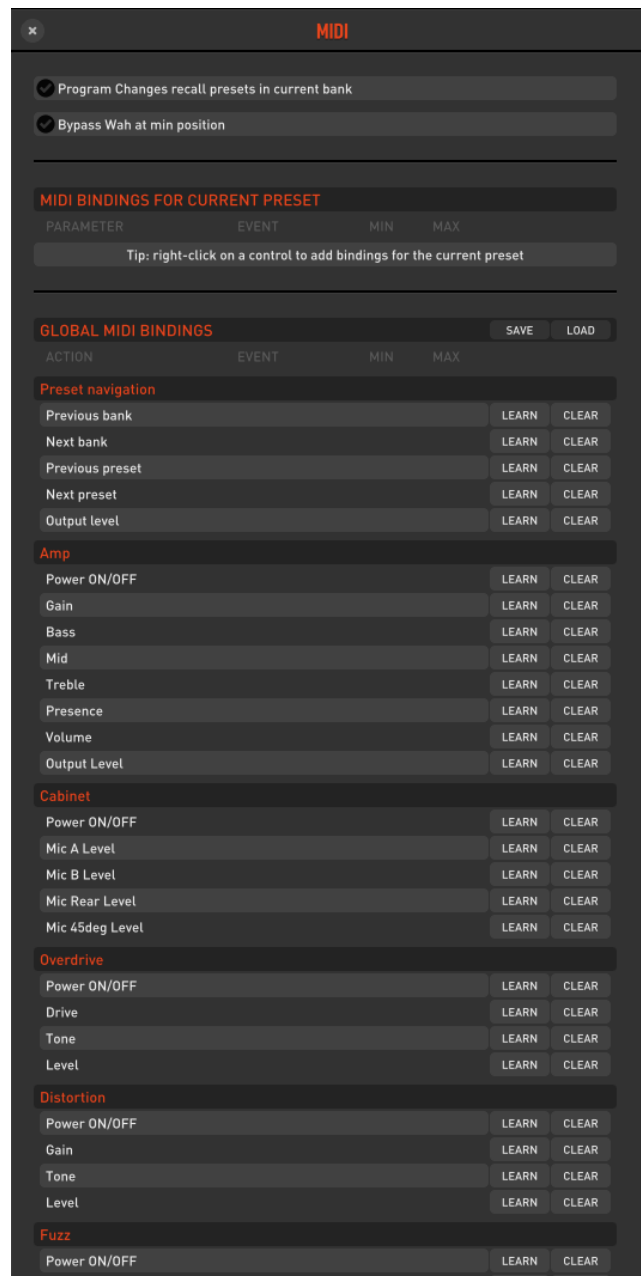 MIDI
Program Changes recall presets in current bank
Bypass Wah at min position
MIDI BINDINGS FOR CURRENT PRESET
PARAMETER EVENT MIN MAX
Tip: right-click on a control to add bindings for the current preset
GLOBAL MIDI BINDINGS SAVE LOAD
ACTION EVENT MIN MAX
Preset navigation
Previous bank LEARN CLEAR
Next bank LEARN CLEAR
Previous preset LEARN CLEAR
Next preset LEARN CLEAR
Output level LEARN CLEAR
Amp
Power ON/OFF LEARN CLEAR
Gain LEARN CLEAR
Bass LEARN CLEAR
Mid LEARN CLEAR
Treble LEARN CLEAR
Presence LEARN CLEAR
Volume LEARN CLEAR
Output Level LEARN CLEAR
Cabinet
Power ON/OFF LEARN CLEAR
Mic A Level LEARN CLEAR
Mic B Level LEARN CLEAR
Mic Rear Level LEARN CLEAR
Mic 45deg Level LEARN CLEAR
Overdrive
Power ON/OFF LEARN CLEAR
Drive LEARN CLEAR
Tone LEARN CLEAR
Level LEARN CLEAR
Distortion
Power ON/OFF LEARN CLEAR
Gain LEARN CLEAR
Tone LEARN CLEAR
Level LEARN CLEAR
Fuzz
Power ON/OFF LEARN CLEAR